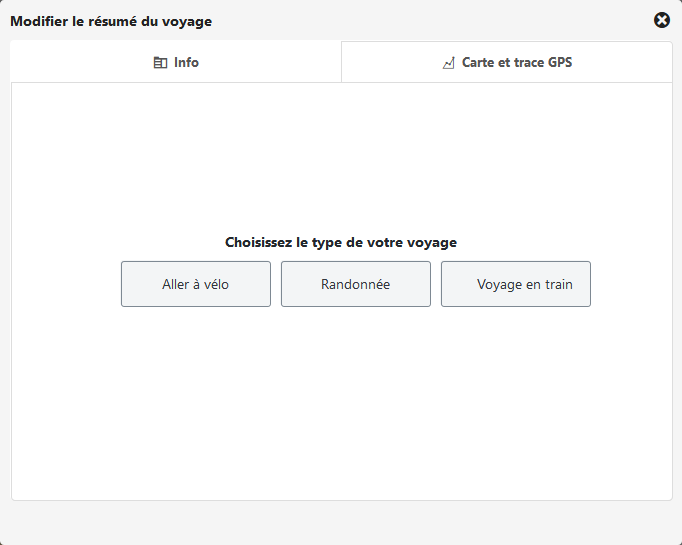 Modifier le résumé du voyage
Info
Carte et trace GPS
Choisissez le type de votre voyage
Aller à vélo
Randonnée
Voyage en train